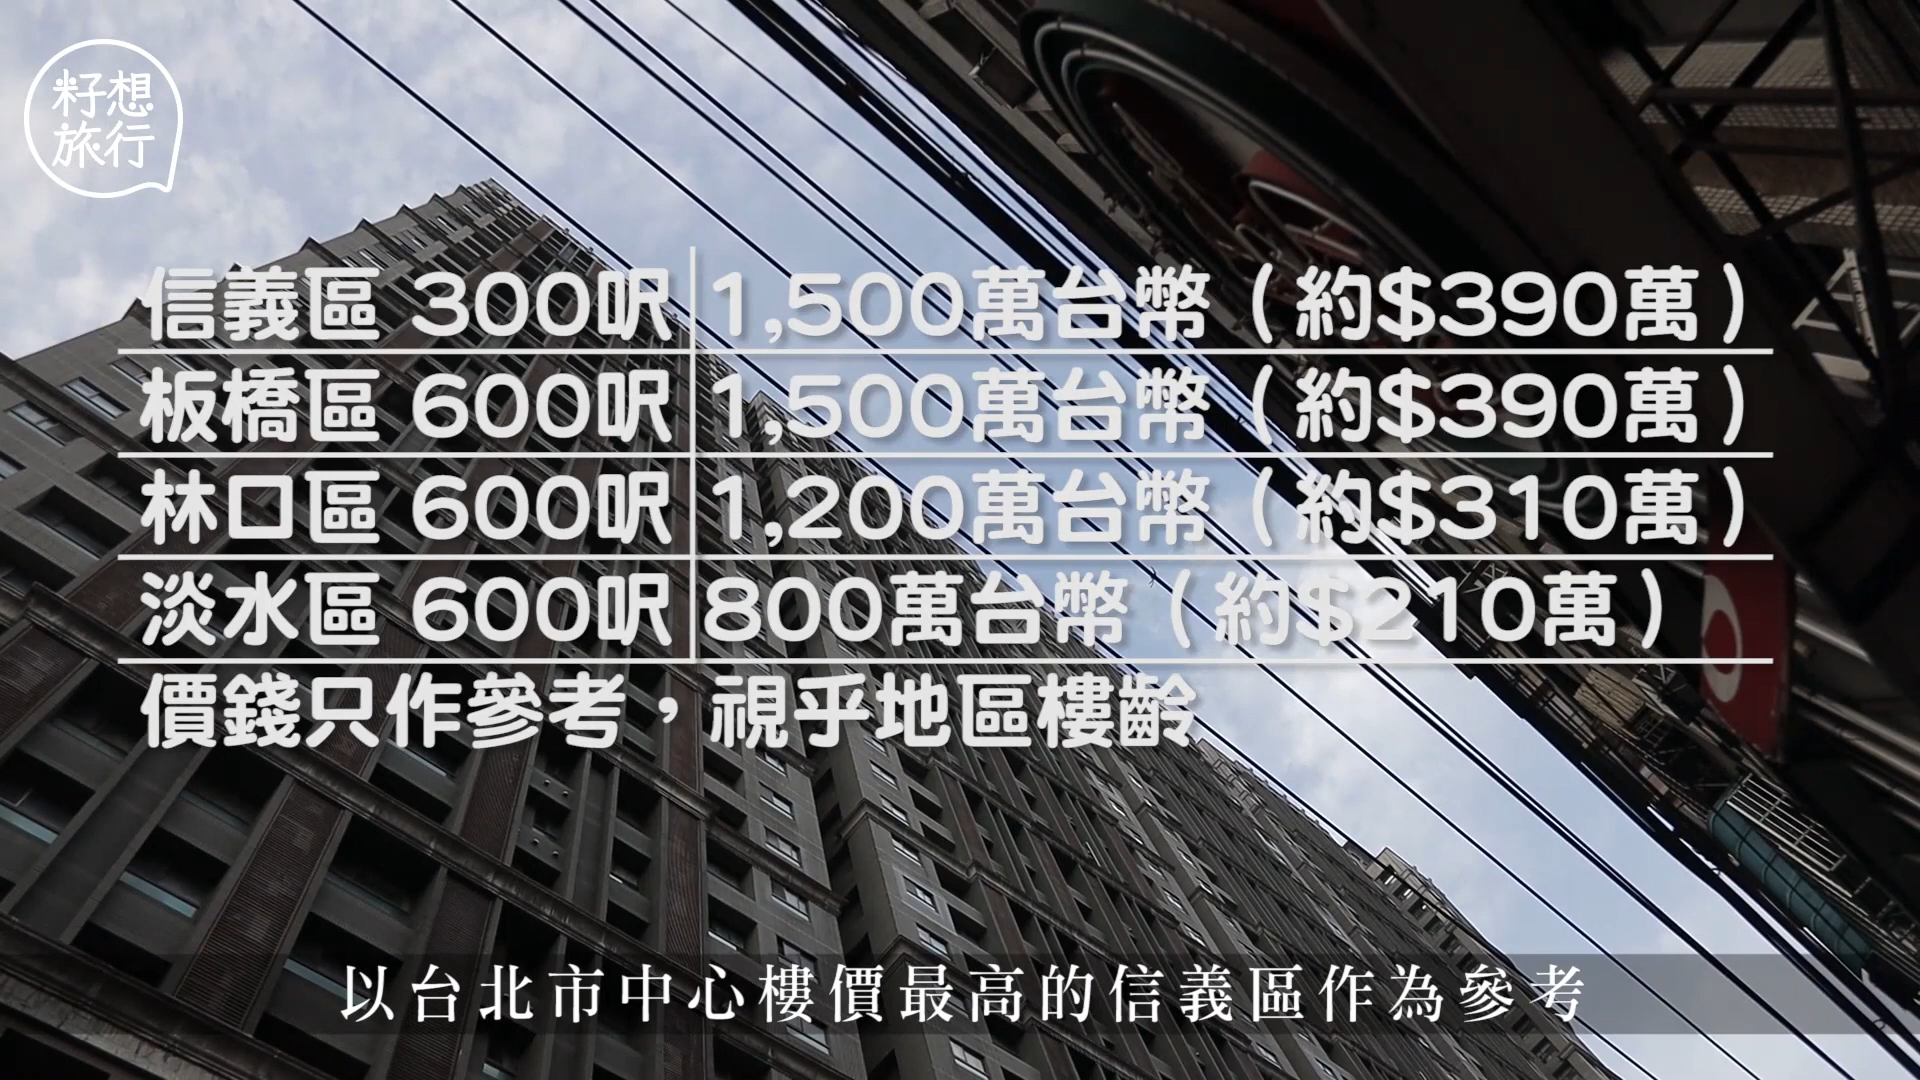 籽想
旅行
信義區 300呎 1,500萬台幣（約$390萬）
板橋區 600呎 1,500萬台幣（約$390萬）
林口區 600呎 1,200萬台幣（約$310萬）
淡水區 600呎 800萬台幣（約$210萬）
價錢只作參考，視乎地區樓齡
以台北市中心樓價最高的信義區作為參考